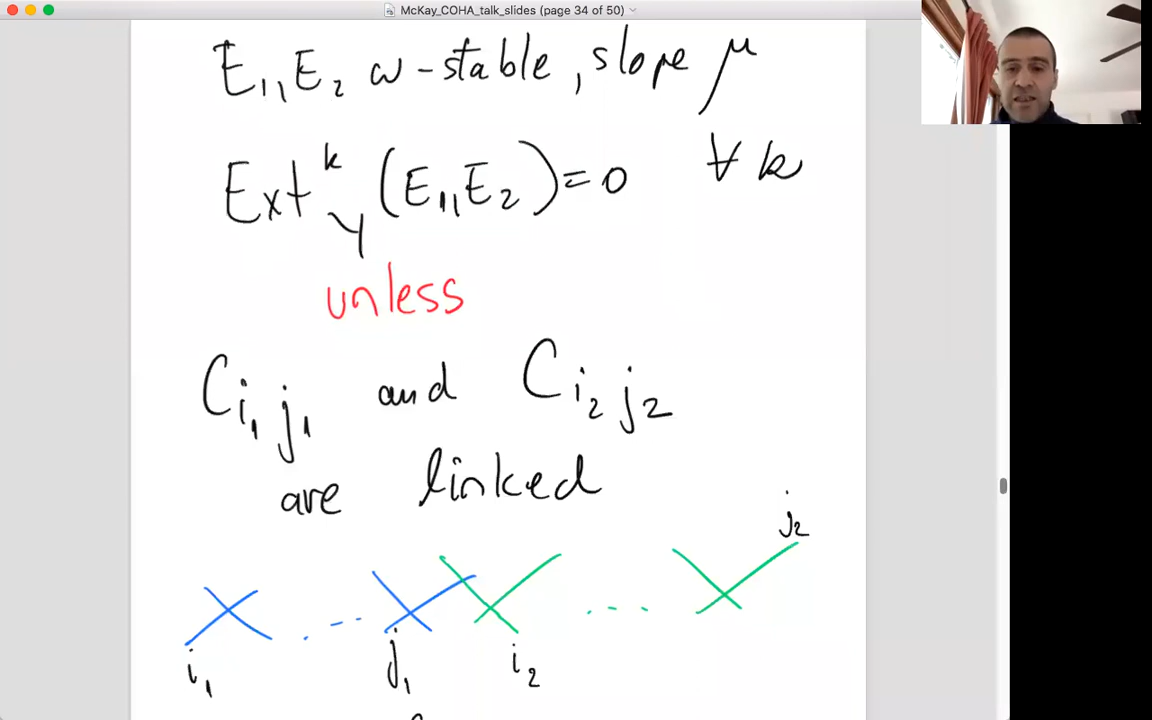 McKay_COHA_talk_slides (page 34 of 50)
E₁, E₂ ω-stable, slope μ
Ext^k_Y (E₁, E₂) = 0 ∀ k
unless
C_{i₁ j₁} and C_{i₂ j₂}
are linked
j₂
... ...
i₁ j₁ i₂